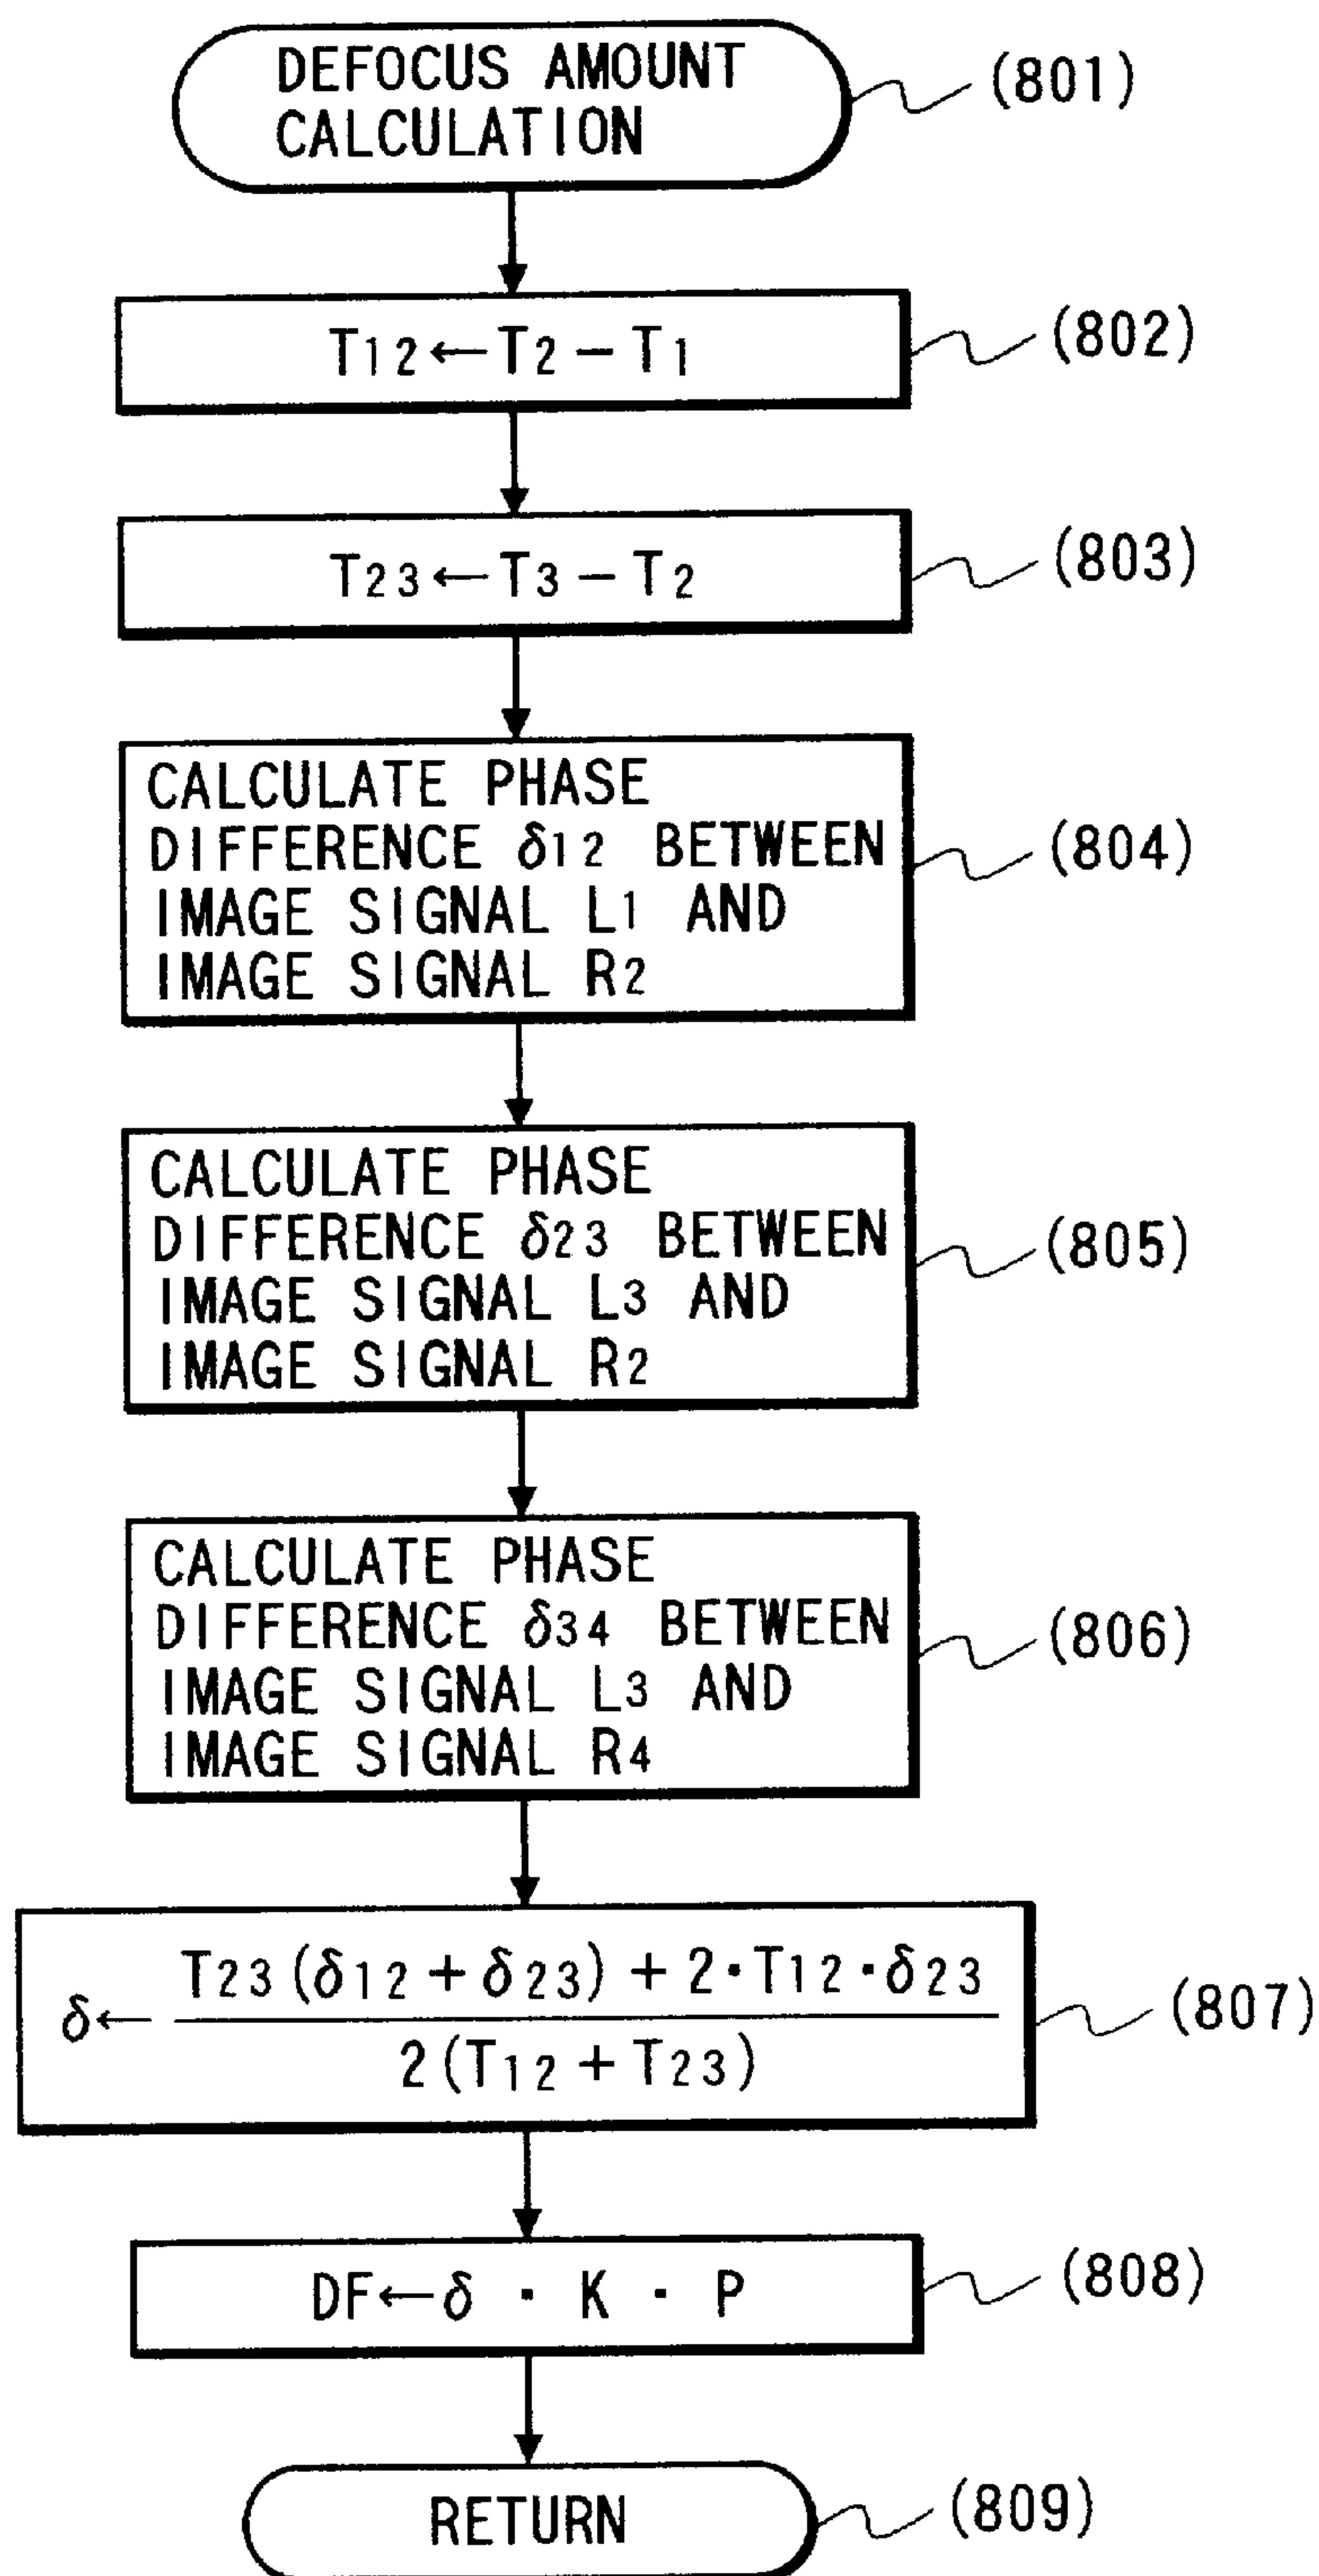 DEFOCUS AMOUNT
CALCULATION
(801)
T12←T2－T1
(802)
T23←T3－T2
(803)
CALCULATE PHASE
DIFFERENCE δ12 BETWEEN
IMAGE SIGNAL L1 AND
IMAGE SIGNAL R2
(804)
CALCULATE PHASE
DIFFERENCE δ23 BETWEEN
IMAGE SIGNAL L3 AND
IMAGE SIGNAL R2
(805)
CALCULATE PHASE
DIFFERENCE δ34 BETWEEN
IMAGE SIGNAL L3 AND
IMAGE SIGNAL R4
(806)
T23(δ12+δ23)+2·T12·δ23
δ←
2(T12+T23)
(807)
DF←δ · K · P
(808)
RETURN
(809)